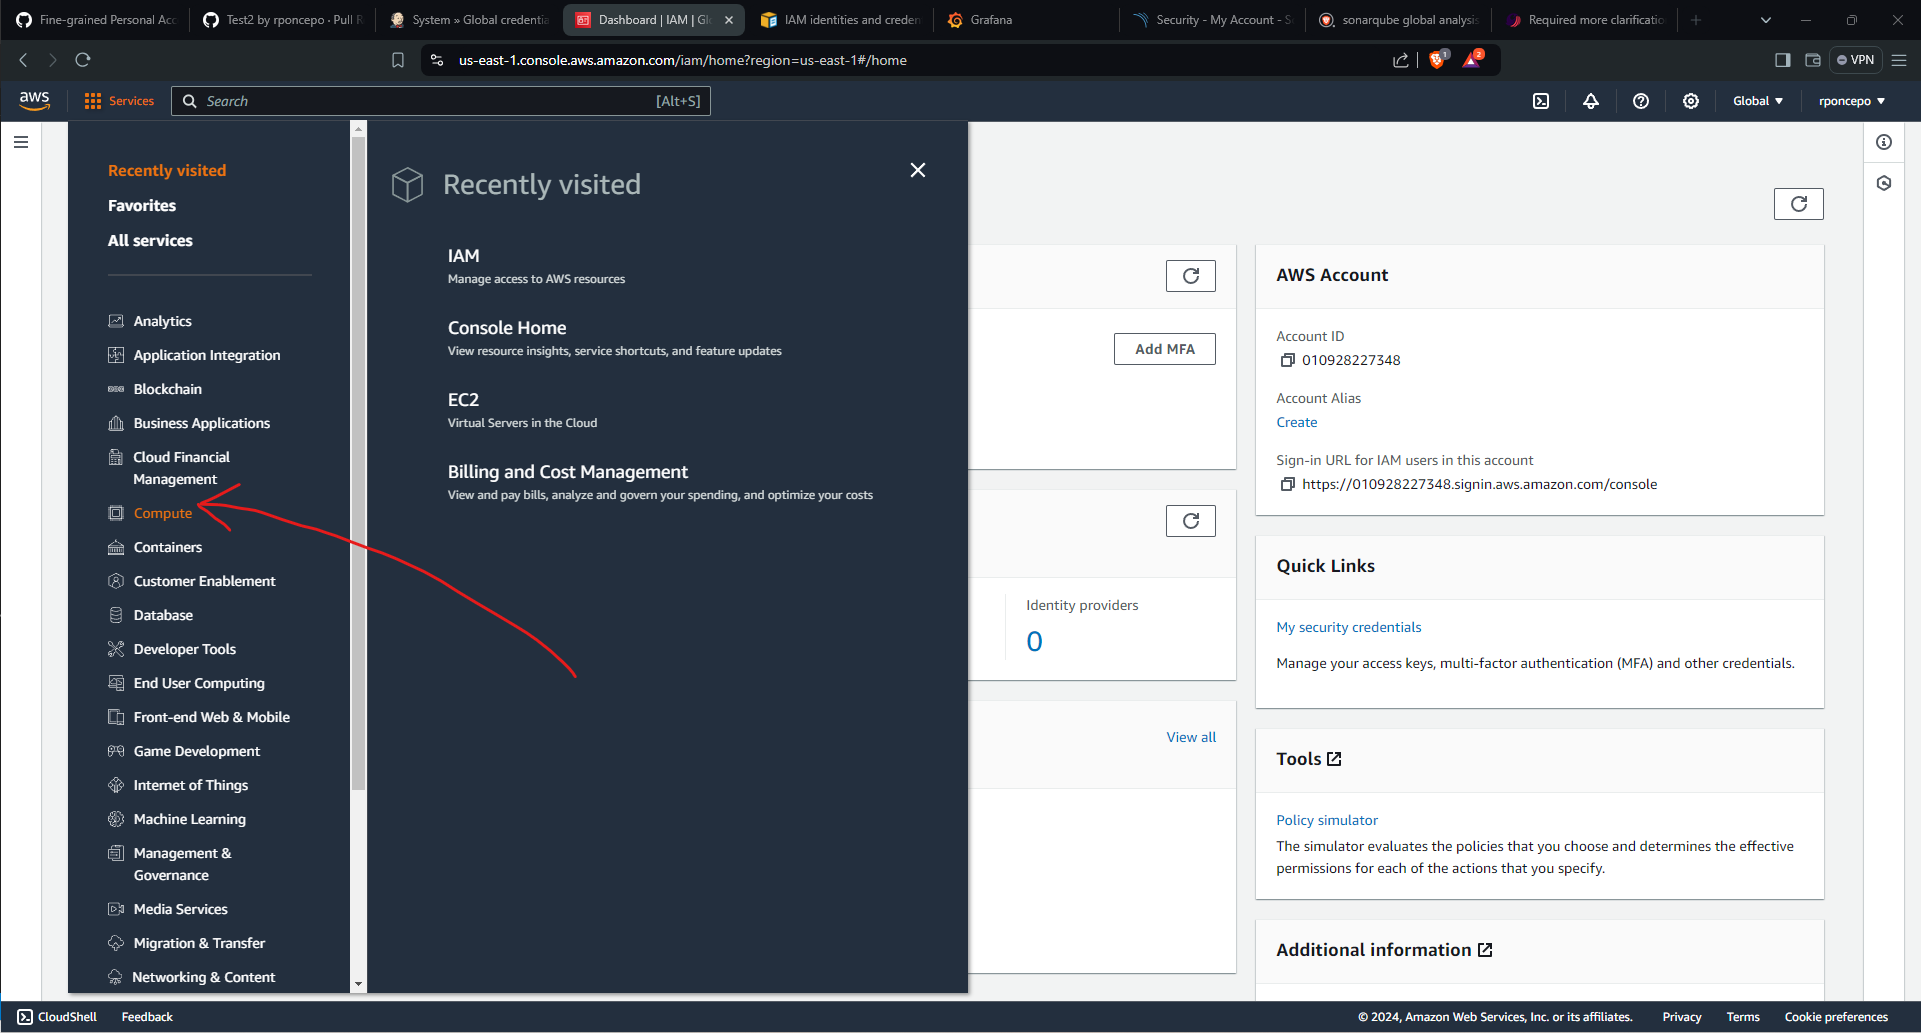 Fine-grained Personal Acc
Test2 by rponcepo · Pull R
System » Global credentia
Dashboard | IAM | Gl
IAM identities and creden
Grafana
Security - My Account - S
sonarqube global analysis
Required more clarificatio
us-east-1.console.aws.amazon.com/iam/home?region=us-east-1#/home
1
2
VPN
aws
Services
Search
[Alt+S]
Global
rponcepo
Recently visited
Favorites
All services
Analytics
Application Integration
Blockchain
Business Applications
Cloud Financial
Management
Compute
Containers
Customer Enablement
Database
Developer Tools
End User Computing
Front-end Web & Mobile
Game Development
Internet of Things
Machine Learning
Management &
Governance
Media Services
Migration & Transfer
Networking & Content
Recently visited
IAM
Manage access to AWS resources
Console Home
View resource insights, service shortcuts, and feature updates
EC2
Virtual Servers in the Cloud
Billing and Cost Management
View and pay bills, analyze and govern your spending, and optimize your costs
Add MFA
Identity providers
0
View all
AWS Account
Account ID
010928227348
Account Alias
Create
Sign-in URL for IAM users in this account
https://010928227348.signin.aws.amazon.com/console
Quick Links
My security credentials
Manage your access keys, multi-factor authentication (MFA) and other credentials.
Tools
Policy simulator
The simulator evaluates the policies that you choose and determines the effective
permissions for each of the actions that you specify.
Additional information
CloudShell
Feedback
© 2024, Amazon Web Services, Inc. or its affiliates.
Privacy
Terms
Cookie preferences